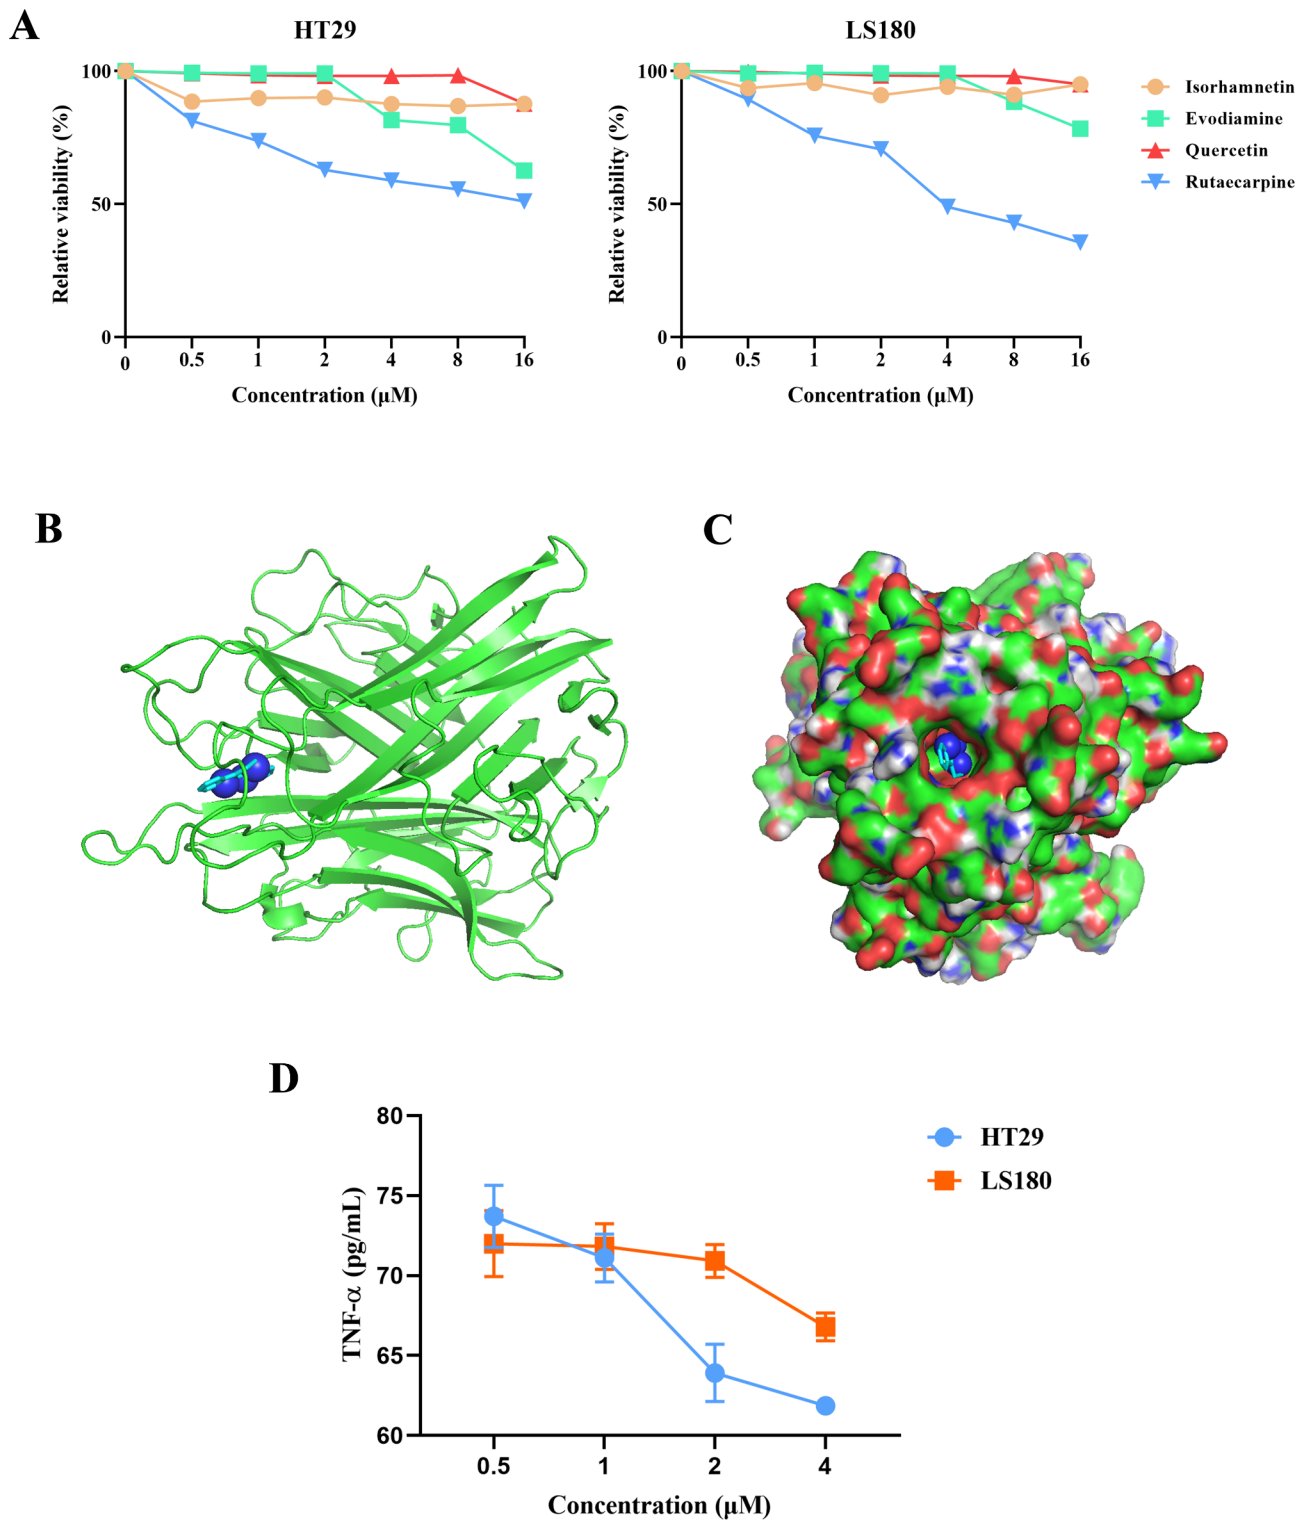 A
HT29
LS180
100
50
0
Relative viability (%)
0 0.5 1 2 4 8 16
Concentration (μM)
100
50
0
Relative viability (%)
0 0.5 1 2 4 8 16
Concentration (μM)
Isorhamnetin
Evodiamine
Quercetin
Rutaecarpine
B
C
D
80
75
70
65
60
TNF-α (pg/mL)
0.5 1 2 4
Concentration (μM)
HT29
LS180